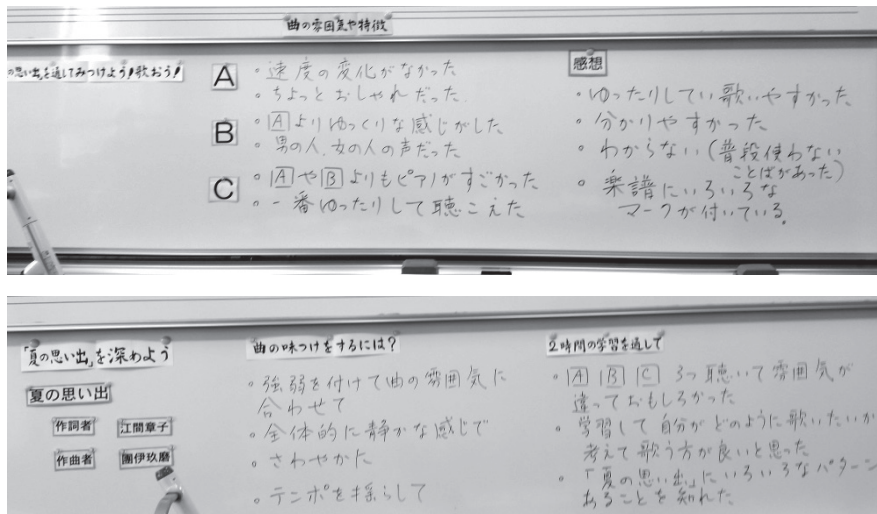 曲の雰囲気や特徴
の思い出」を通してみつけよう!歌おう!
A
・速度の変化がなかった
・ちょっとおしゃれだった
B
・Aよりゆっくりな感じがした
・男の人、女の人の声だった
C
・AやBよりもピアノがすごかった
・一番ゆったりして聴こえた
感想
・ゆったりしてい歌いやすかった
・分かりやすかった
・わからない(普段使わない
ことばがあった)
・楽譜にいろいろな
マークが付いている。
「夏の思い出」を深めよう
夏の思い出
作詞者 江間章子
作曲者 團伊玖磨
曲の味つけをするには?
・強弱を付けて曲の雰囲気に
合わせて
・全体的に静かな感じで
・さわやかに
・テンポを揺らして
2時間の学習を通して
・A B C 3つ聴いて雰囲気が
違っておもしろかった
・学習して自分がどのように歌いたいか
考えて歌う方が良いと思った
・「夏の思い出」にいろいろなパターン
あることを知れた